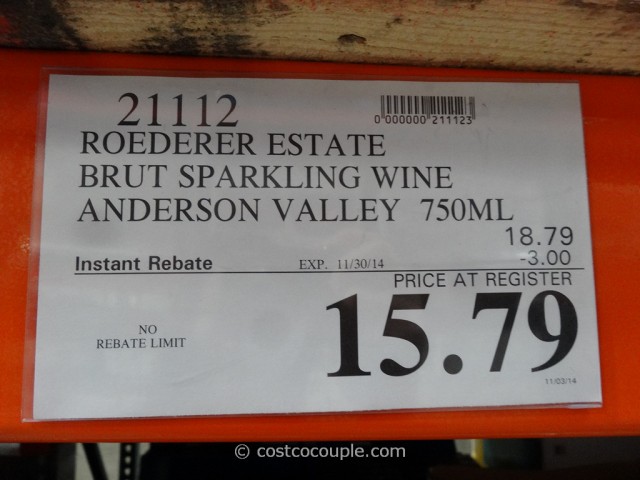 21112
0 000000 211123
ROEDERER ESTATE
BRUT SPARKLING WINE
ANDERSON VALLEY 750ML
18.79
Instant Rebate EXP. 11/30/14 -3.00
PRICE AT REGISTER
15.79
NO
REBATE LIMIT
11/03/14
© costcocouple.com